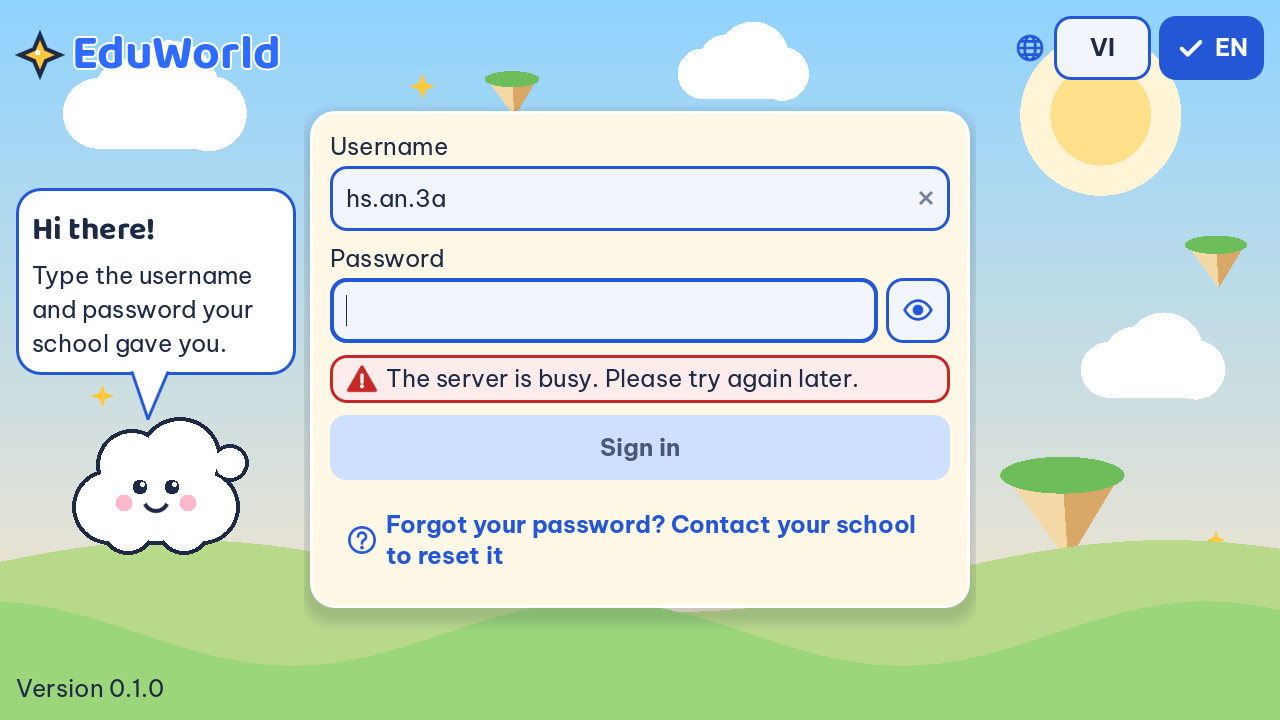 EduWorld
VI
EN
Hi there!
Type the username
and password your
school gave you.
Username
hs.an.3a
Password
The server is busy. Please try again later.
Sign in
Forgot your password? Contact your school
to reset it
Version 0.1.0